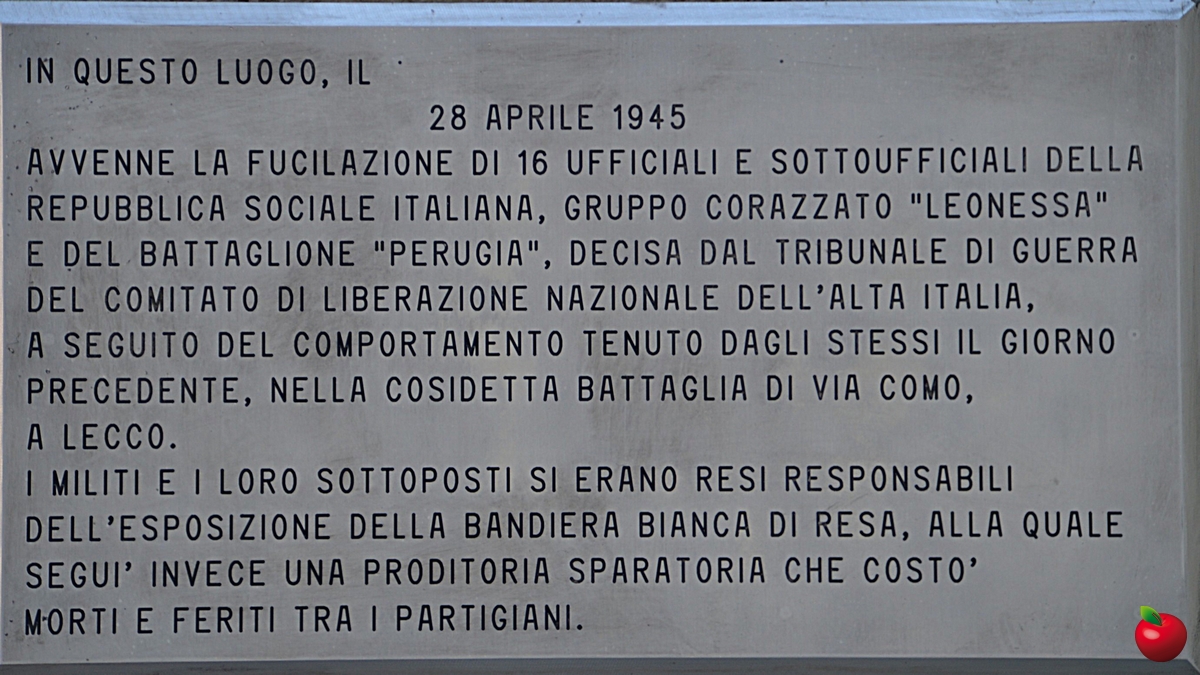 IN QUESTO LUOGO, IL
28 APRILE 1945
AVVENNE LA FUCILAZIONE DI 16 UFFICIALI E SOTTOUFFICIALI DELLA
REPUBBLICA SOCIALE ITALIANA, GRUPPO CORAZZATO "LEONESSA"
E DEL BATTAGLIONE "PERUGIA", DECISA DAL TRIBUNALE DI GUERRA
DEL COMITATO DI LIBERAZIONE NAZIONALE DELL'ALTA ITALIA,
A SEGUITO DEL COMPORTAMENTO TENUTO DAGLI STESSI IL GIORNO
PRECEDENTE, NELLA COSIDETTA BATTAGLIA DI VIA COMO,
A LECCO.
I MILITI E I LORO SOTTOPOSTI SI ERANO RESI RESPONSABILI
DELL'ESPOSIZIONE DELLA BANDIERA BIANCA DI RESA, ALLA QUALE
SEGUI' INVECE UNA PRODITORIA SPARATORIA CHE COSTO'
MORTI E FERITI TRA I PARTIGIANI.